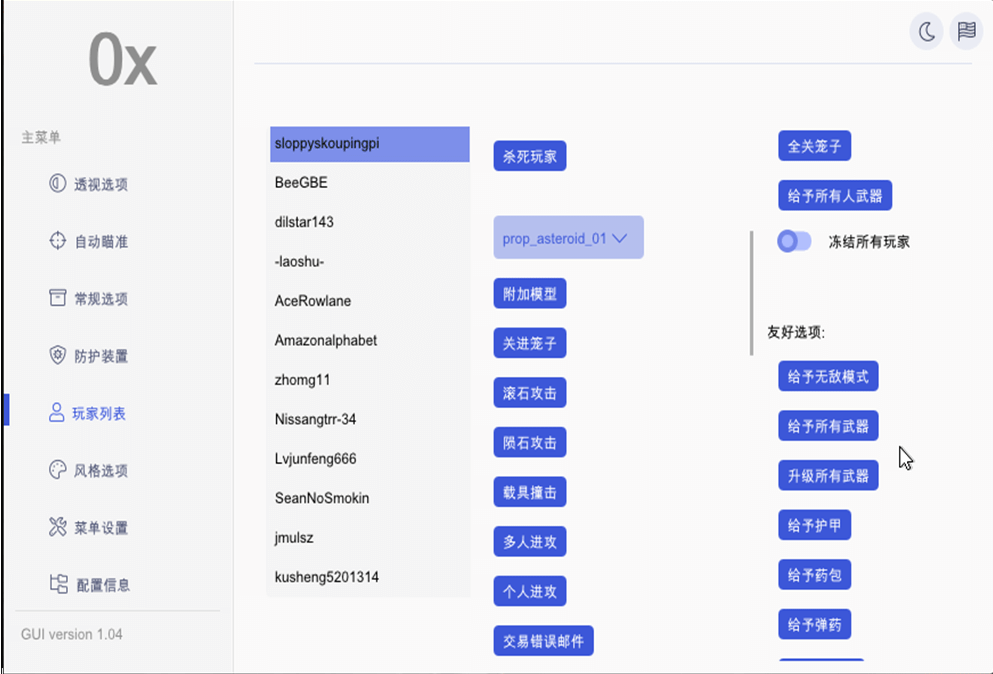 0x
主菜单
透视选项
自动瞄准
常规选项
防护装置
玩家列表
风格选项
菜单设置
配置信息
GUI version 1.04
sloppyskoupingpi
BeeGBE
dilstar143
-laoshu-
AceRowlane
Amazonalphabet
zhomg11
Nissangtrr-34
Lvjunfeng666
SeanNoSmokin
jmulsz
kusheng5201314
杀死玩家
prop_asteroid_01
附加模型
关进笼子
滚石攻击
陨石攻击
载具撞击
多人进攻
个人进攻
交易错误邮件
全关笼子
给予所有人武器
冻结所有玩家
友好选项:
给予无敌模式
给予所有武器
升级所有武器
给予护甲
给予药包
给予弹药